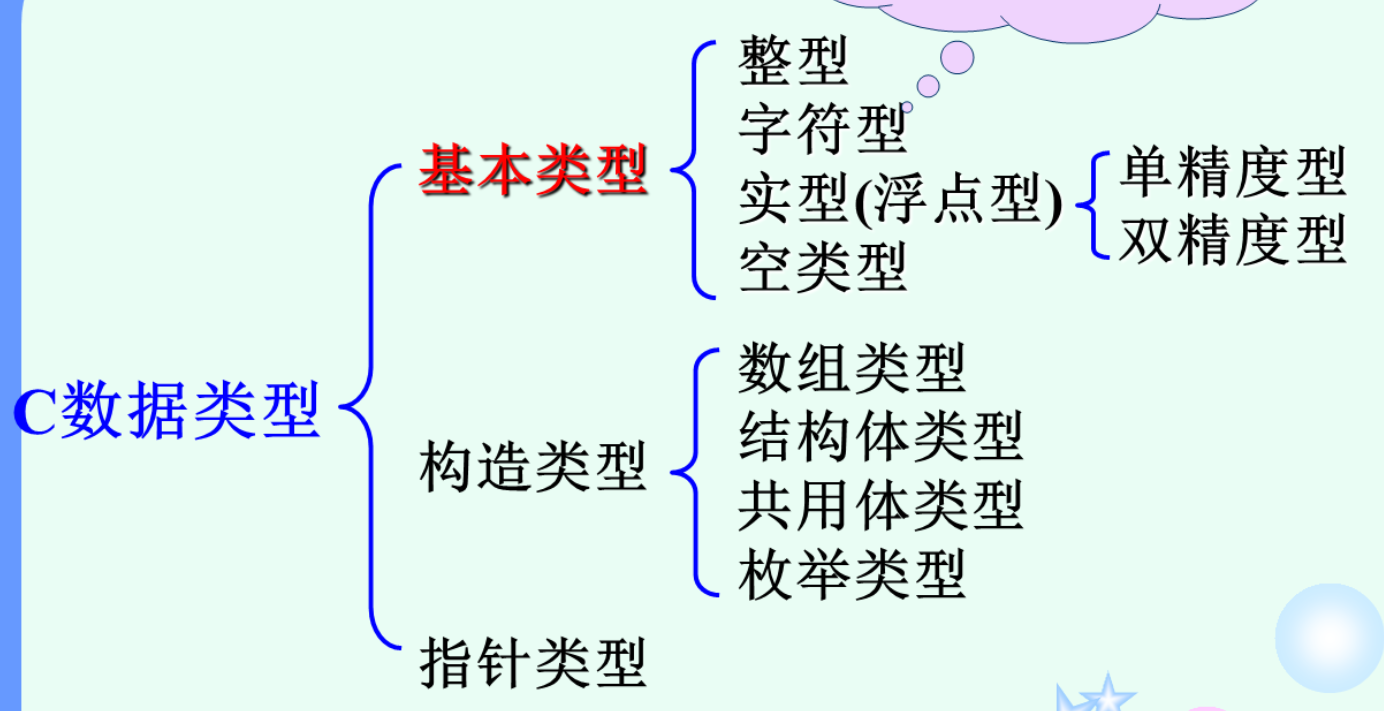 C数据类型
基本类型
整型
字符型
实型(浮点型)
单精度型
双精度型
空类型
构造类型
数组类型
结构体类型
共用体类型
枚举类型
指针类型